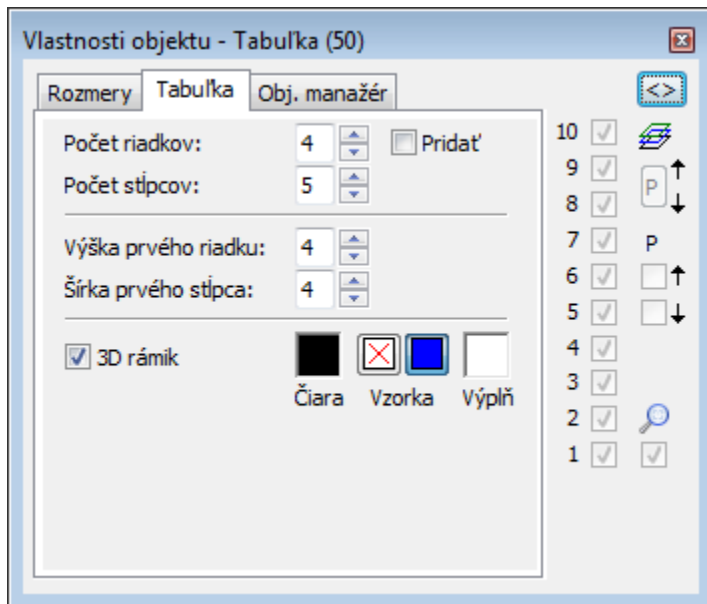 Vlastnosti objektu - Tabuľka (50)
Rozmery Tabuľka Obj. manažér <>
Počet riadkov: 4 Pridať
Počet stĺpcov: 5
Výška prvého riadku: 4
Šírka prvého stĺpca: 4
3D rámik
Čiara Vzorka Výplň
10
9
P
8
7 P
6
5
4
3
2
1